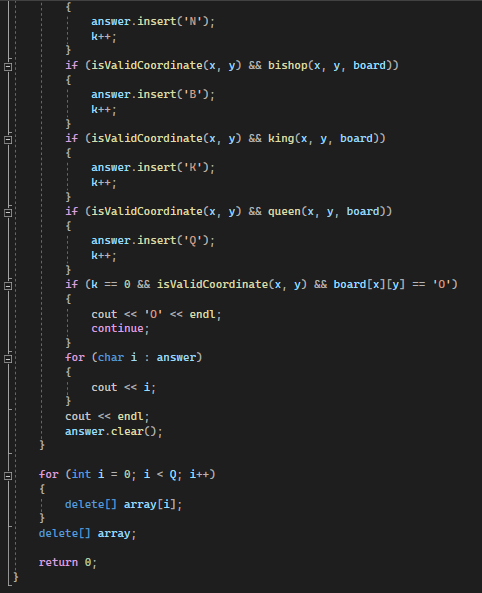 {
answer.insert('N');
k++;
}
if (isValidCoordinate(x, y) && bishop(x, y, board))
{
answer.insert('B');
k++;
}
if (isValidCoordinate(x, y) && king(x, y, board))
{
answer.insert('K');
k++;
}
if (isValidCoordinate(x, y) && queen(x, y, board))
{
answer.insert('Q');
k++;
}
if (k == 0 && isValidCoordinate(x, y) && board[x][y] == 'O')
{
cout << 'O' << endl;
continue;
}
for (char i : answer)
{
cout << i;
}
cout << endl;
answer.clear();
}
for (int i = 0; i < Q; i++)
{
delete[] array[i];
}
delete[] array;
return 0;
}